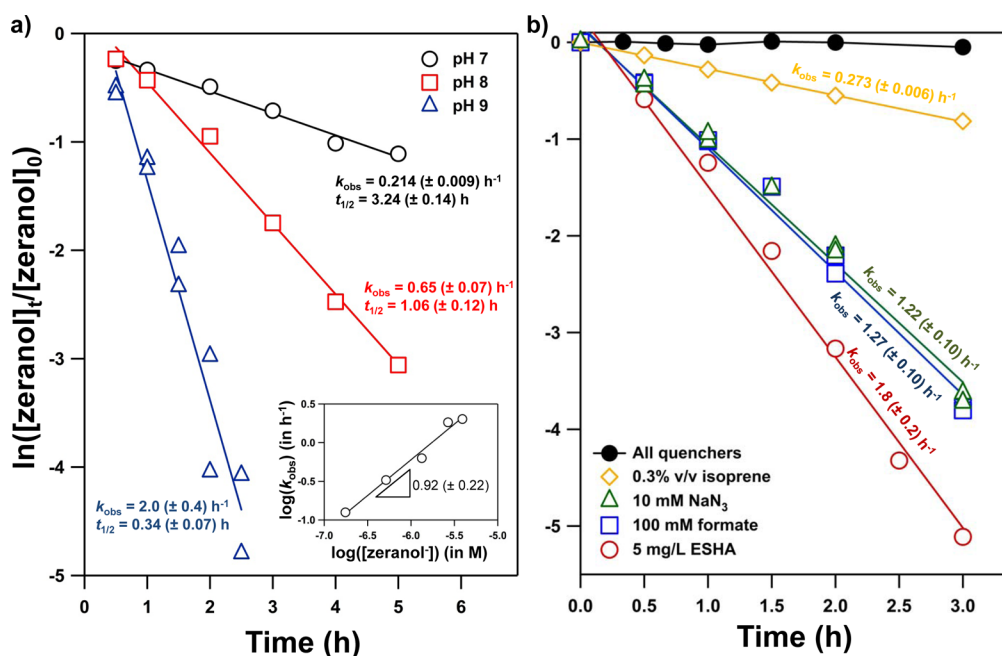 a)
ln([zeranol]t/[zeranol]0)
0
-1
-2
-3
-4
-5
pH 7
pH 8
pH 9
kobs = 0.214 (± 0.009) h-1
t1/2 = 3.24 (± 0.14) h
kobs = 0.65 (± 0.07) h-1
t1/2 = 1.06 (± 0.12) h
kobs = 2.0 (± 0.4) h-1
t1/2 = 0.34 (± 0.07) h
log(kobs) (in h-1)
0.5
0.0
-0.5
-1.0
0.92 (± 0.22)
-7.0 -6.5 -6.0 -5.5 -5.0
log([zeranol-]) (in M)
0 1 2 3 4 5 6
Time (h)
b)
0
-1
-2
-3
-4
-5
kobs = 0.273 (± 0.006) h-1
kobs = 1.22 (± 0.10) h-1
kobs = 1.27 (± 0.10) h-1
kobs = 1.8 (± 0.2) h-1
All quenchers
0.3% v/v isoprene
10 mM NaN3
100 mM formate
5 mg/L ESHA
0.0 0.5 1.0 1.5 2.0 2.5 3.0
Time (h)